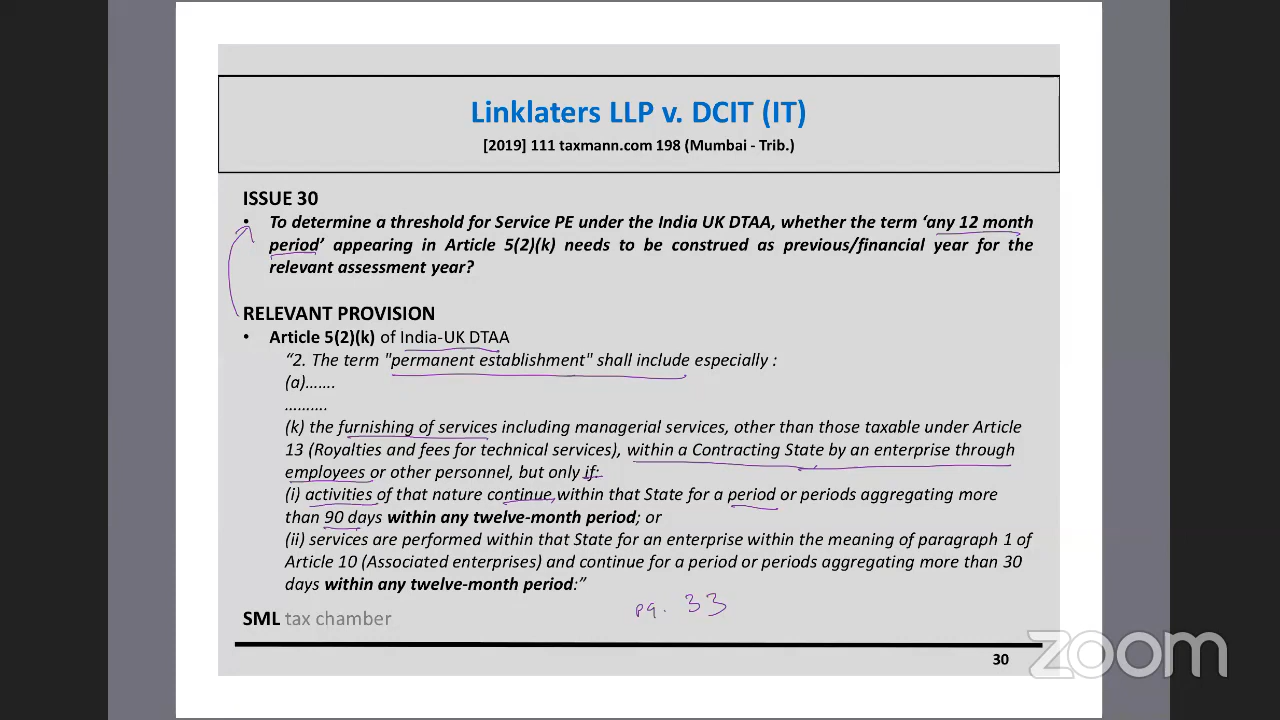 Linklaters LLP v. DCIT (IT)
[2019] 111 taxmann.com 198 (Mumbai - Trib.)
ISSUE 30
• To determine a threshold for Service PE under the India UK DTAA, whether the term ‘any 12 month
period’ appearing in Article 5(2)(k) needs to be construed as previous/financial year for the
relevant assessment year?
RELEVANT PROVISION
• Article 5(2)(k) of India-UK DTAA
“2. The term "permanent establishment" shall include especially :
(a)…….
……….
(k) the furnishing of services including managerial services, other than those taxable under Article
13 (Royalties and fees for technical services), within a Contracting State by an enterprise through
employees or other personnel, but only if:
(i) activities of that nature continue within that State for a period or periods aggregating more
than 90 days within any twelve-month period; or
(ii) services are performed within that State for an enterprise within the meaning of paragraph 1 of
Article 10 (Associated enterprises) and continue for a period or periods aggregating more than 30
days within any twelve-month period:”
pg. 33
SML tax chamber
30
zoom